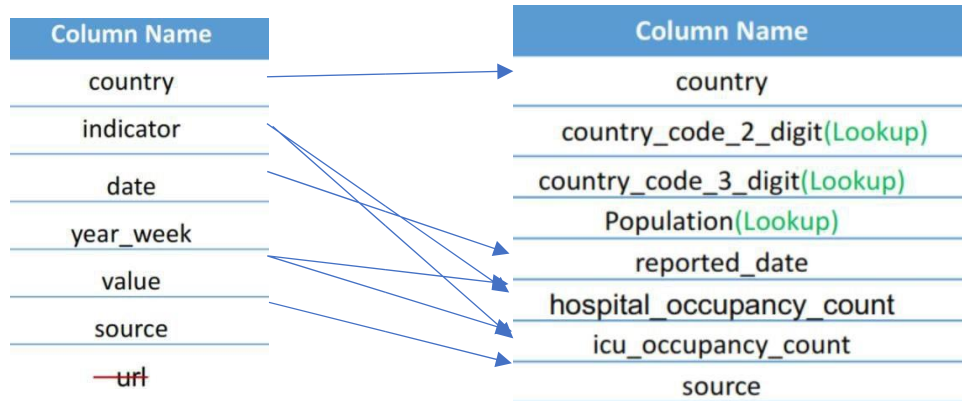 Column Name
country
indicator
date
year_week
value
source
url
Column Name
country
country_code_2_digit(Lookup)
country_code_3_digit(Lookup)
Population(Lookup)
reported_date
hospital_occupancy_count
icu_occupancy_count
source